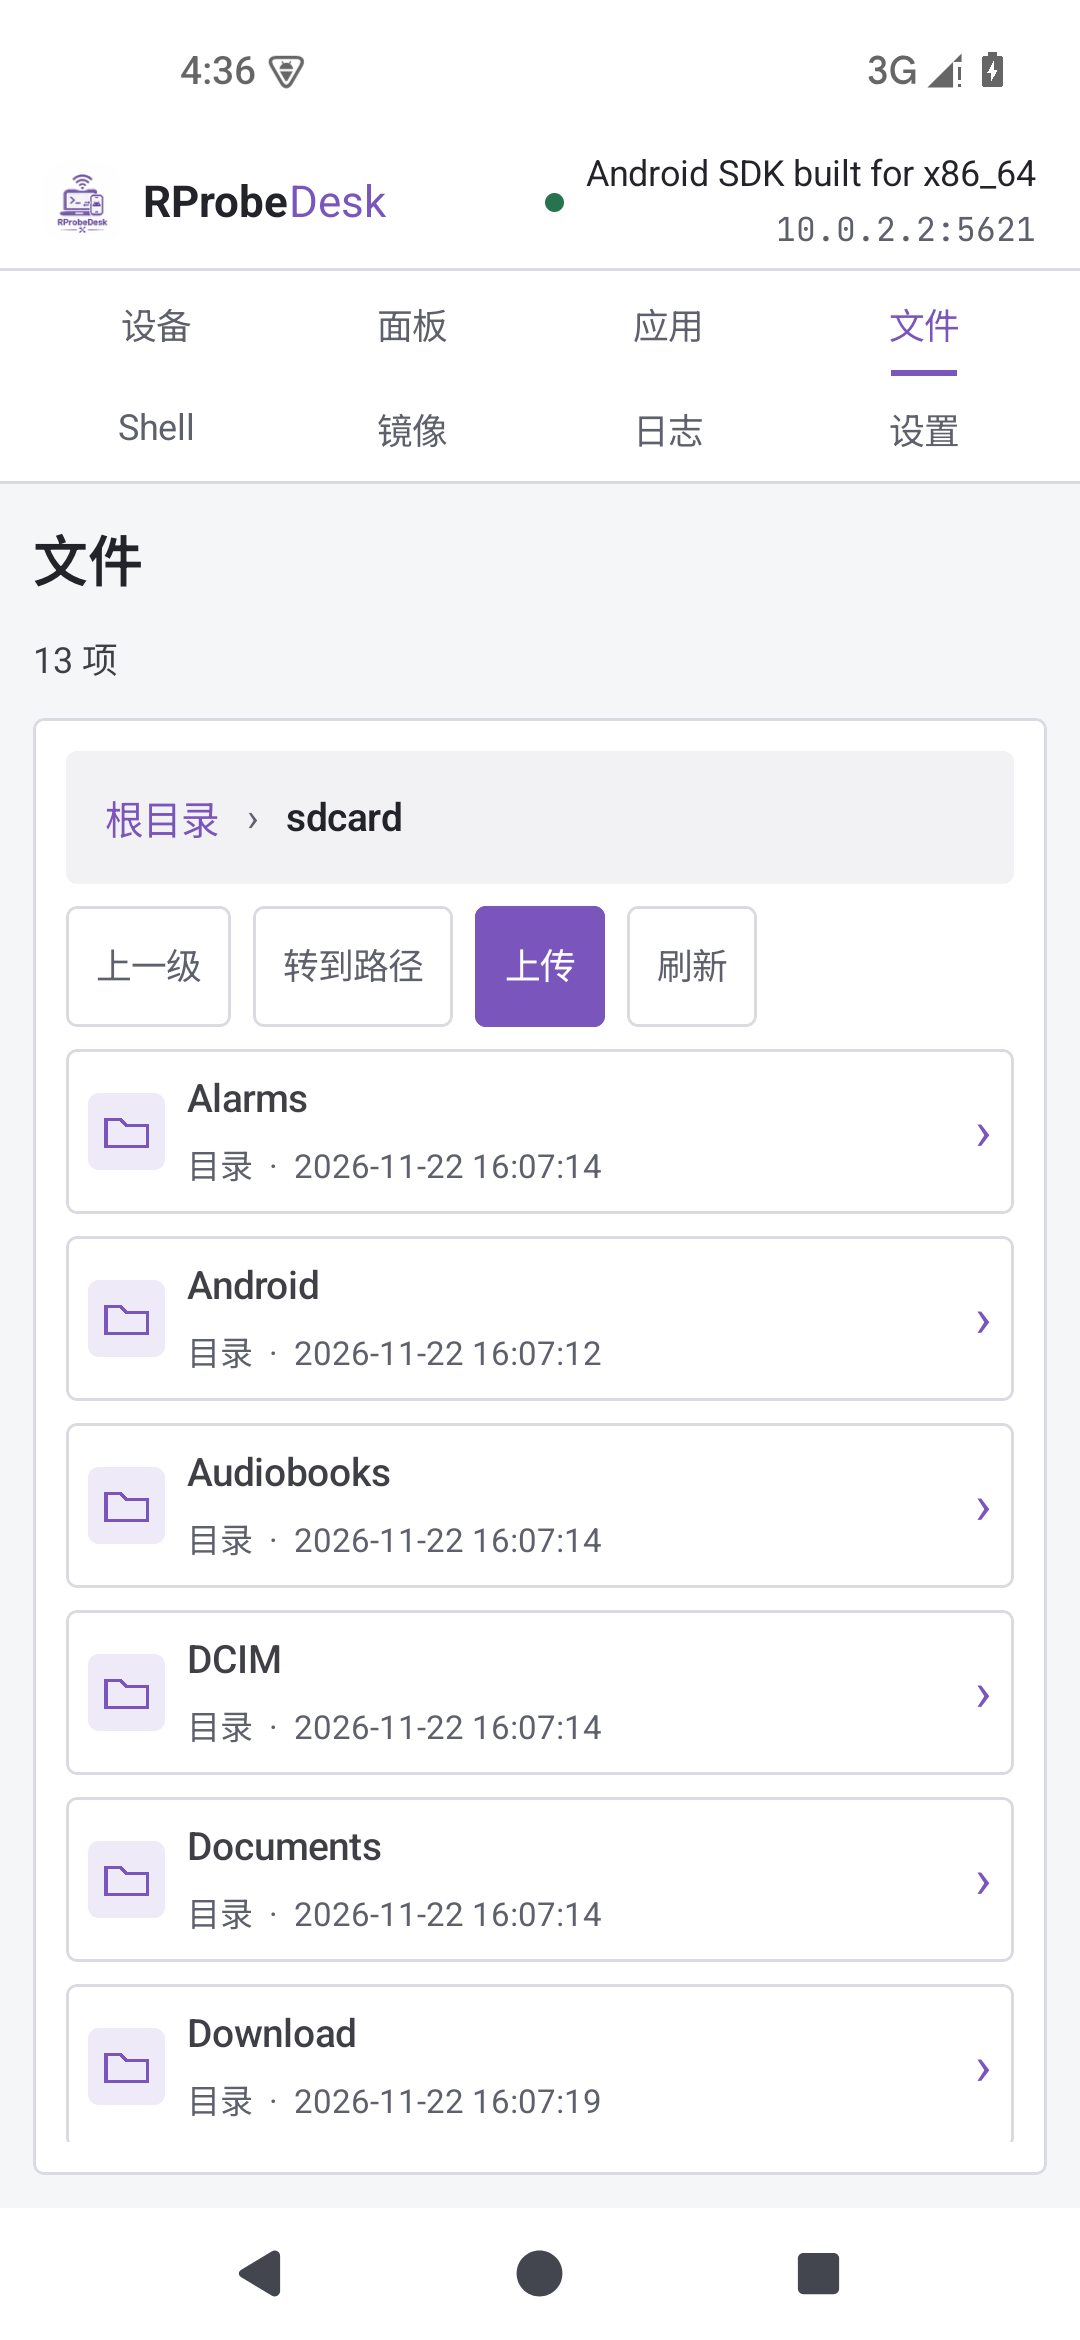 4:36
3G
RProbeDesk
RProbeDesk
Android SDK built for x86_64
10.0.2.2:5621
设备 面板 应用 文件
Shell 镜像 日志 设置
文件
13 项
根目录 › sdcard
上一级 转到路径 上传 刷新
Alarms
目录 · 2026-11-22 16:07:14
Android
目录 · 2026-11-22 16:07:12
Audiobooks
目录 · 2026-11-22 16:07:14
DCIM
目录 · 2026-11-22 16:07:14
Documents
目录 · 2026-11-22 16:07:14
Download
目录 · 2026-11-22 16:07:19